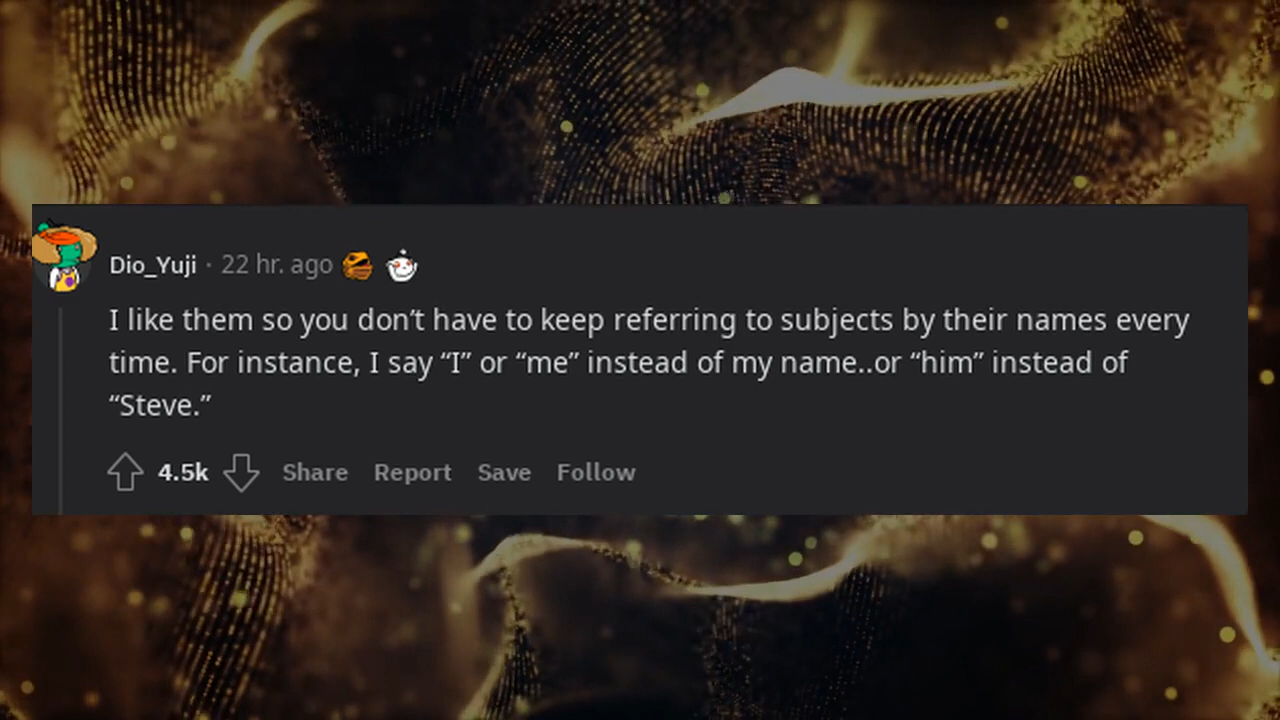 Dio_Yuji · 22 hr. ago
I like them so you don’t have to keep referring to subjects by their names every
time. For instance, I say “I” or “me” instead of my name..or “him” instead of
“Steve.”
4.5k Share Report Save Follow